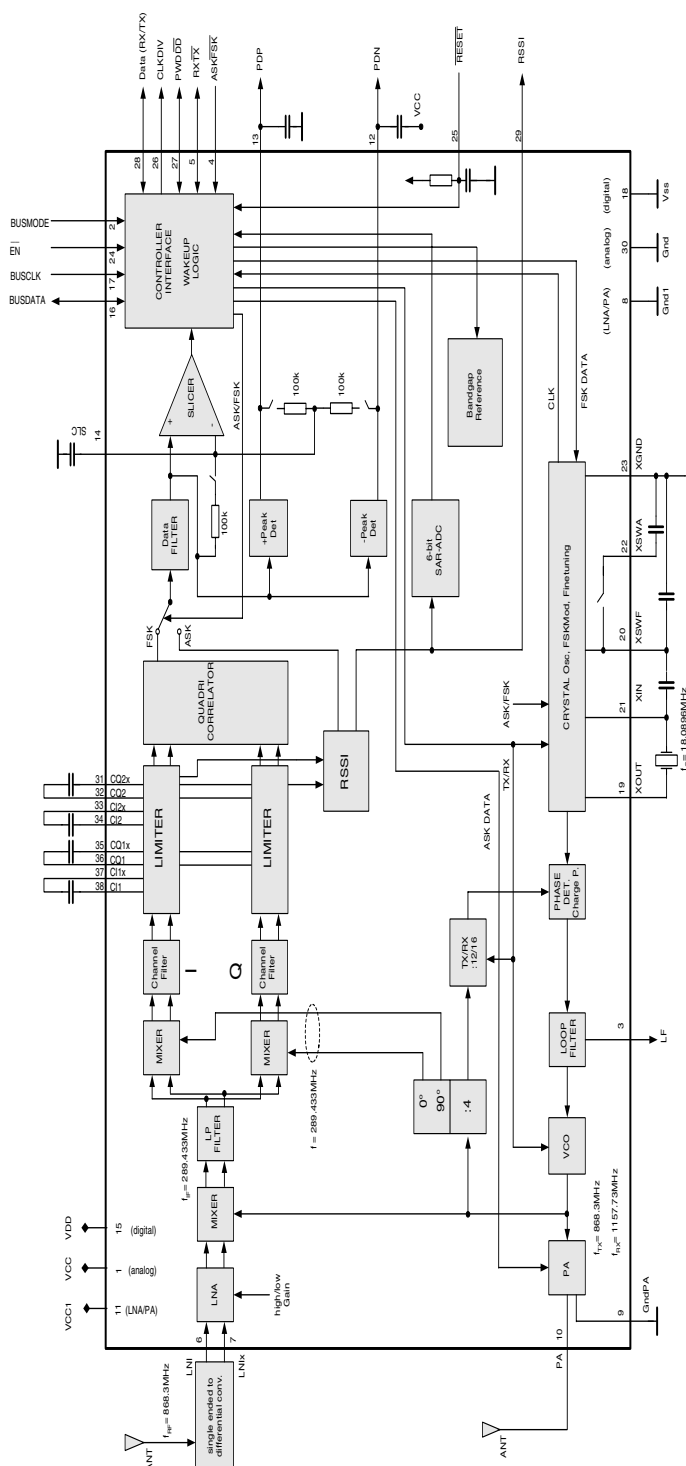 Data (RX/TX)
CLKDIV
PWDDD
RXTX
ASKFSK
PDP
PDN
VCC
RESET
RSSI
28
26
27
5
4
13
12
25
29
BUSMODE
2
EN
24
BUSCLK
17
BUSDATA
16
CONTROLLER
INTERFACE
WAKEUP
LOGIC
(digital)
18
Vss
(analog)
30
Gnd
(LNA/PA)
8
Gnd1
SLC
14
+
-
SLICER
ASK/FSK
100k
100k
Bandgap
Reference
CLK
FSK DATA
Data
FILTER
100k
+Peak
Det
-Peak
Det
6-bit
SAR-ADC
FSK
ASK
QUADRI
CORRELATOR
RSSI
31 CQ2x
32 CQ2
33 CI2x
34 CI2
35 CQ1x
36 CQ1
37 CI1x
38 CI1
LIMITER
LIMITER
Channel
Filter
I
Q
Channel
Filter
MIXER
MIXER
f = 289.433MHz
ASK/FSK
TX/RX
ASK DATA
CRYSTAL Osc, FSKMod, Finetuning
23
XGND
22
XSWA
20
XSWF
21
XIN
19
XOUT
= 18.0896MHz
PHASE
DET.
Charge P.
TX/RX
:12/16
LOOP
FILTER
3
LF
0°
90°
:4
VCO
LP
FILTER
fIF= 289.433MHz
MIXER
LNA
high/low
Gain
PA
fTX= 868.3MHz
fRX= 1157.73MHz
VDD
15
(digital)
VCC
1
(analog)
VCC1
11
(LNA/PA)
LNI
6
7
LNIx
fRF= 868.3MHz
single ended to
differential conv.
ANT
PA
10
9
GndPA
ANT